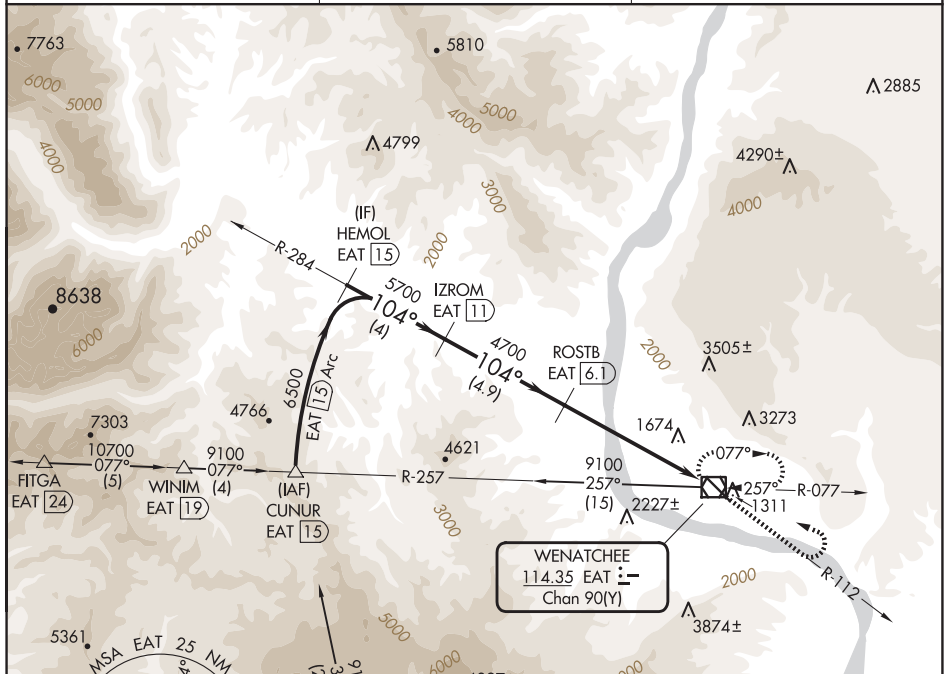 7763
5810
6000
5000
2885
5000
4000
4799
4290±
4000
3000
4000
(IF)
HEMOL
EAT 15
2000
2000
R-284
5700
104°
(4)
IZROM
EAT 11
8638
6000
4700
104°
(4.9)
ROSTB
EAT 6.1
2000
3505±
6500
EAT 15 Arc
4766
3273
1674
7303
4621
077°
10700
077°
(5)
9100
077°
(4)
R-257
9100
257°
(15)
257°
R-077
1311
FITGA
EAT 24
WINIM
EAT 19
(IAF)
CUNUR
EAT 15
2227±
3000
WENATCHEE
114.35 EAT
Chan 90(Y)
2000
R-112
3874±
5000
5361
MSA EAT 25 NM
6000